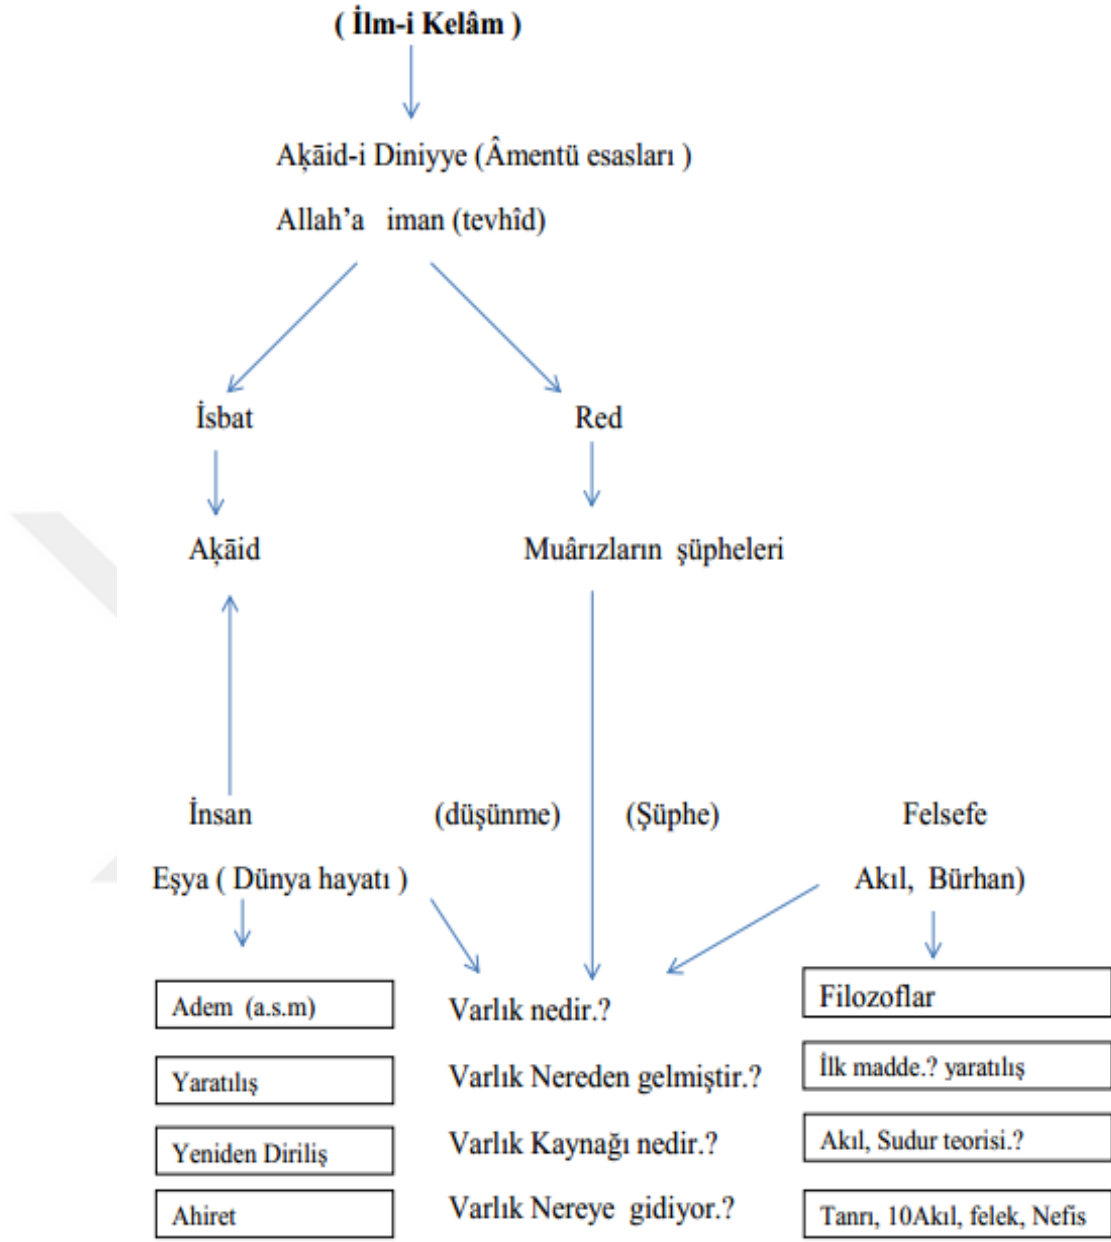 ( İlm-i Kelâm )
Aḳāid-i Diniyye (Âmentü esasları )
Allah’a iman (tevhîd)
İsbat Red
Aḳāid Muârızların şüpheleri
İnsan (düşünme) (Şüphe) Felsefe
Eşya ( Dünya hayatı ) Akıl, Bürhan)
Adem (a.s.m) Varlık nedir.? Filozoflar
Yaratılış Varlık Nereden gelmiştir.? İlk madde.? yaratılış
Yeniden Diriliş Varlık Kaynağı nedir.? Akıl, Sudur teorisi.?
Ahiret Varlık Nereye gidiyor.? Tanrı, 10Akıl, felek, Nefis